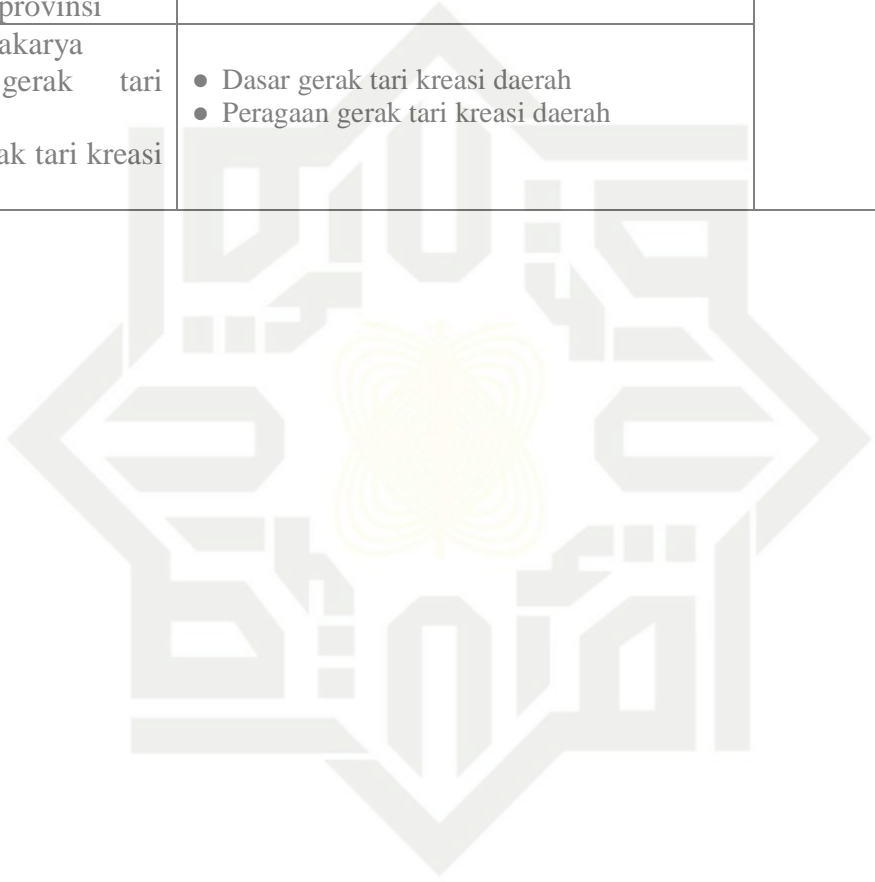 provinsi
akarya
gerak tari
ak tari kreasi
● Dasar gerak tari kreasi daerah
● Peragaan gerak tari kreasi daerah